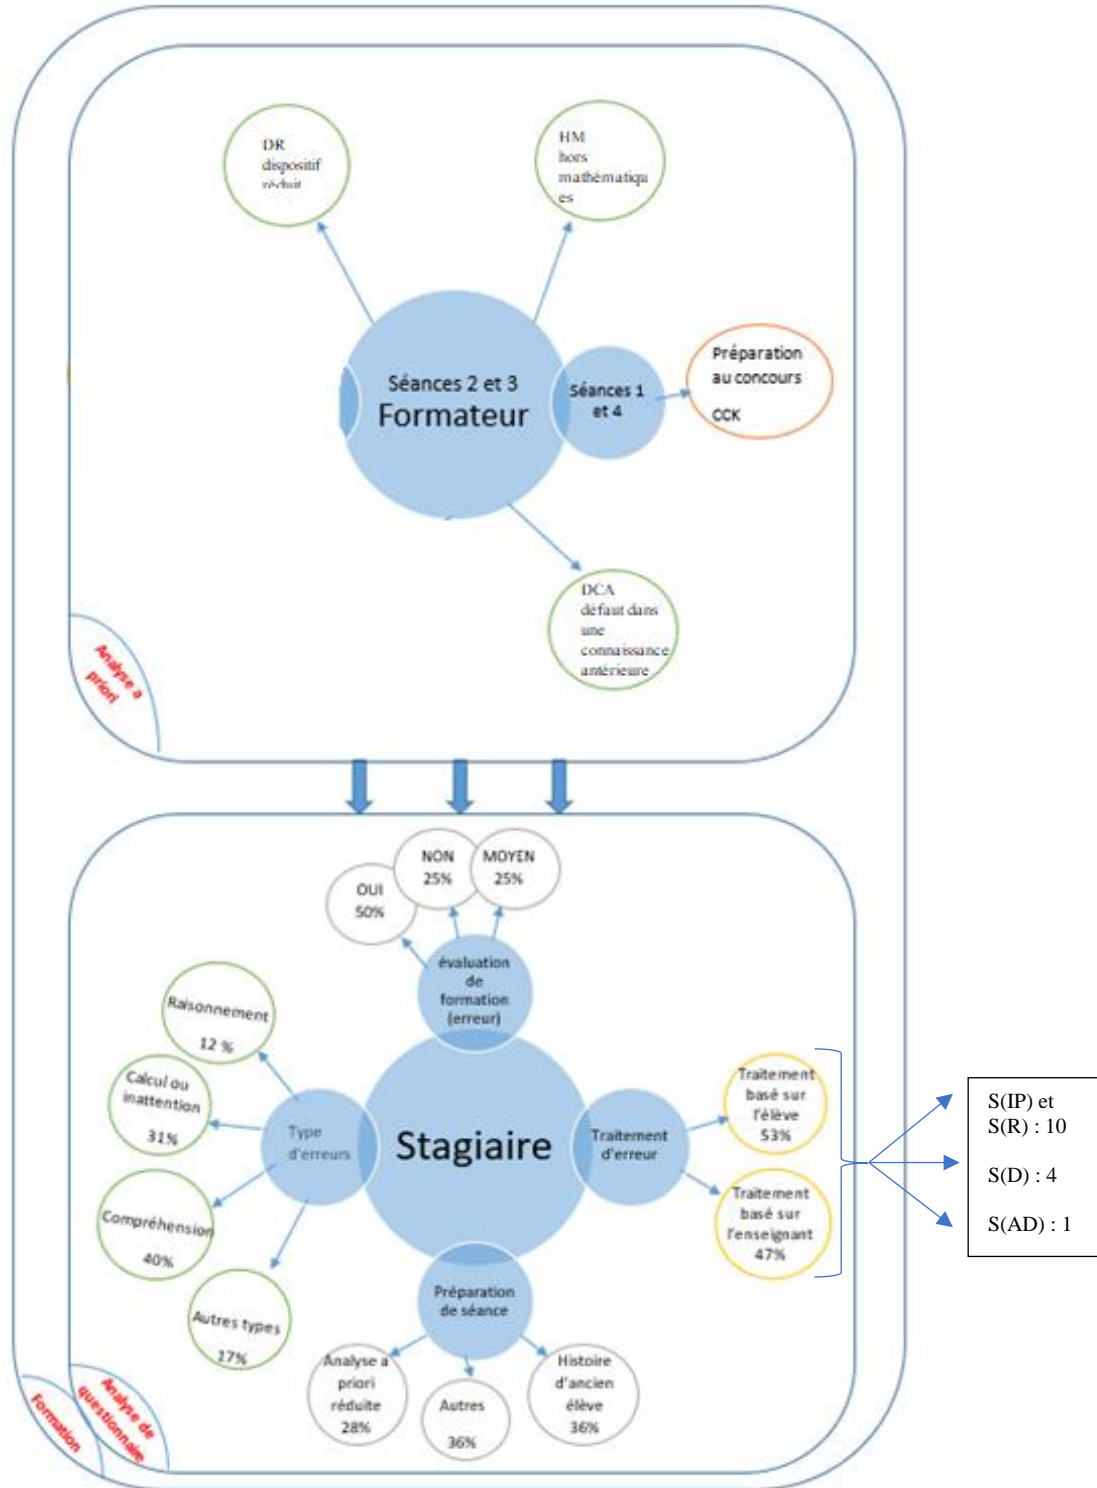 DR
dispositif
réduit
HM
hors
mathématiqu
es
Séances 2 et 3
Formateur
Séances 1
et 4
Préparation
au concours
CCK
DCA
défaut dans
une
connaissance
antérieure
Analyse a
priori
OUI
50%
NON
25%
MOYEN
25%
évaluation
de
formation
(erreur)
Raisonnement
12 %
Calcul ou
inattention
31%
Compréhension
40%
Autres types
17%
Type
d'erreurs
Stagiaire
Traitement
d'erreur
Traitement
basé sur
l'élève
53%
Traitement
basé sur
l'enseignant
47%
S(IP) et
S(R) : 10
S(D) : 4
S(AD) : 1
Préparation
de séance
Analyse a
priori
réduite
28%
Autres
36%
Histoire
d'ancien
élève
36%
Analyse de
questionnaire
Formation